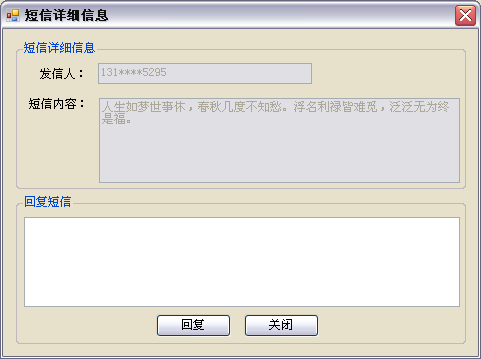 短信详细信息
短信详细信息
发信人：
131****5295
短信内容：
人生如梦世事休，春秋几度不知愁。浮名利禄皆难觅，泛泛无为终
是福。
回复短信
回复
关闭